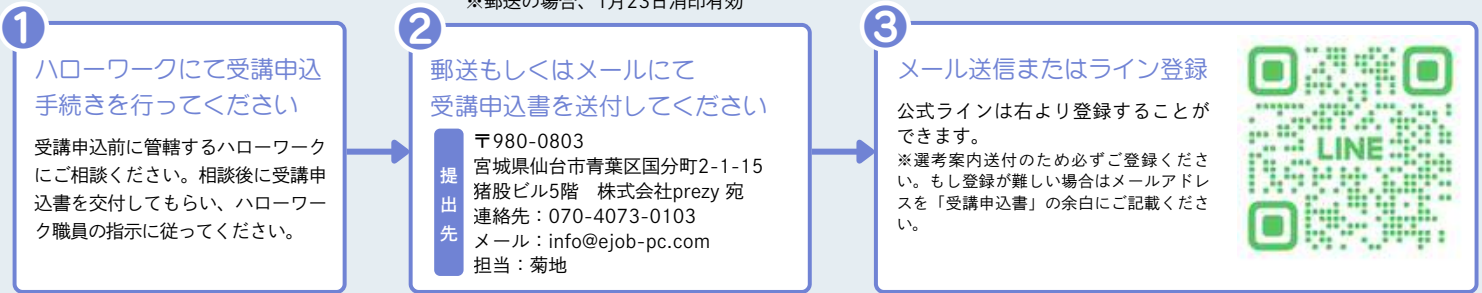 ※郵送の場合、1月23日消印有効
1
ハローワークにて受講申込
手続きを行ってください
受講申込前に管轄するハローワーク
にご相談ください。相談後に受講申
込書を交付してもらい、ハローワー
ク職員の指示に従ってください。
2
郵送もしくはメールにて
受講申込書を送付してください
提出先
〒980-0803
宮城県仙台市青葉区国分町2-1-15
猪股ビル5階　株式会社prezy 宛
連絡先：070-4073-0103
メール：info@ejob-pc.com
担当：菊地
3
メール送信またはライン登録
公式ラインは右より登録することが
できます。
※選考案内送付のため必ずご登録くださ
い。もし登録が難しい場合はメールアドレ
スを「受講申込書」の余白にご記載くださ
い。
LINE